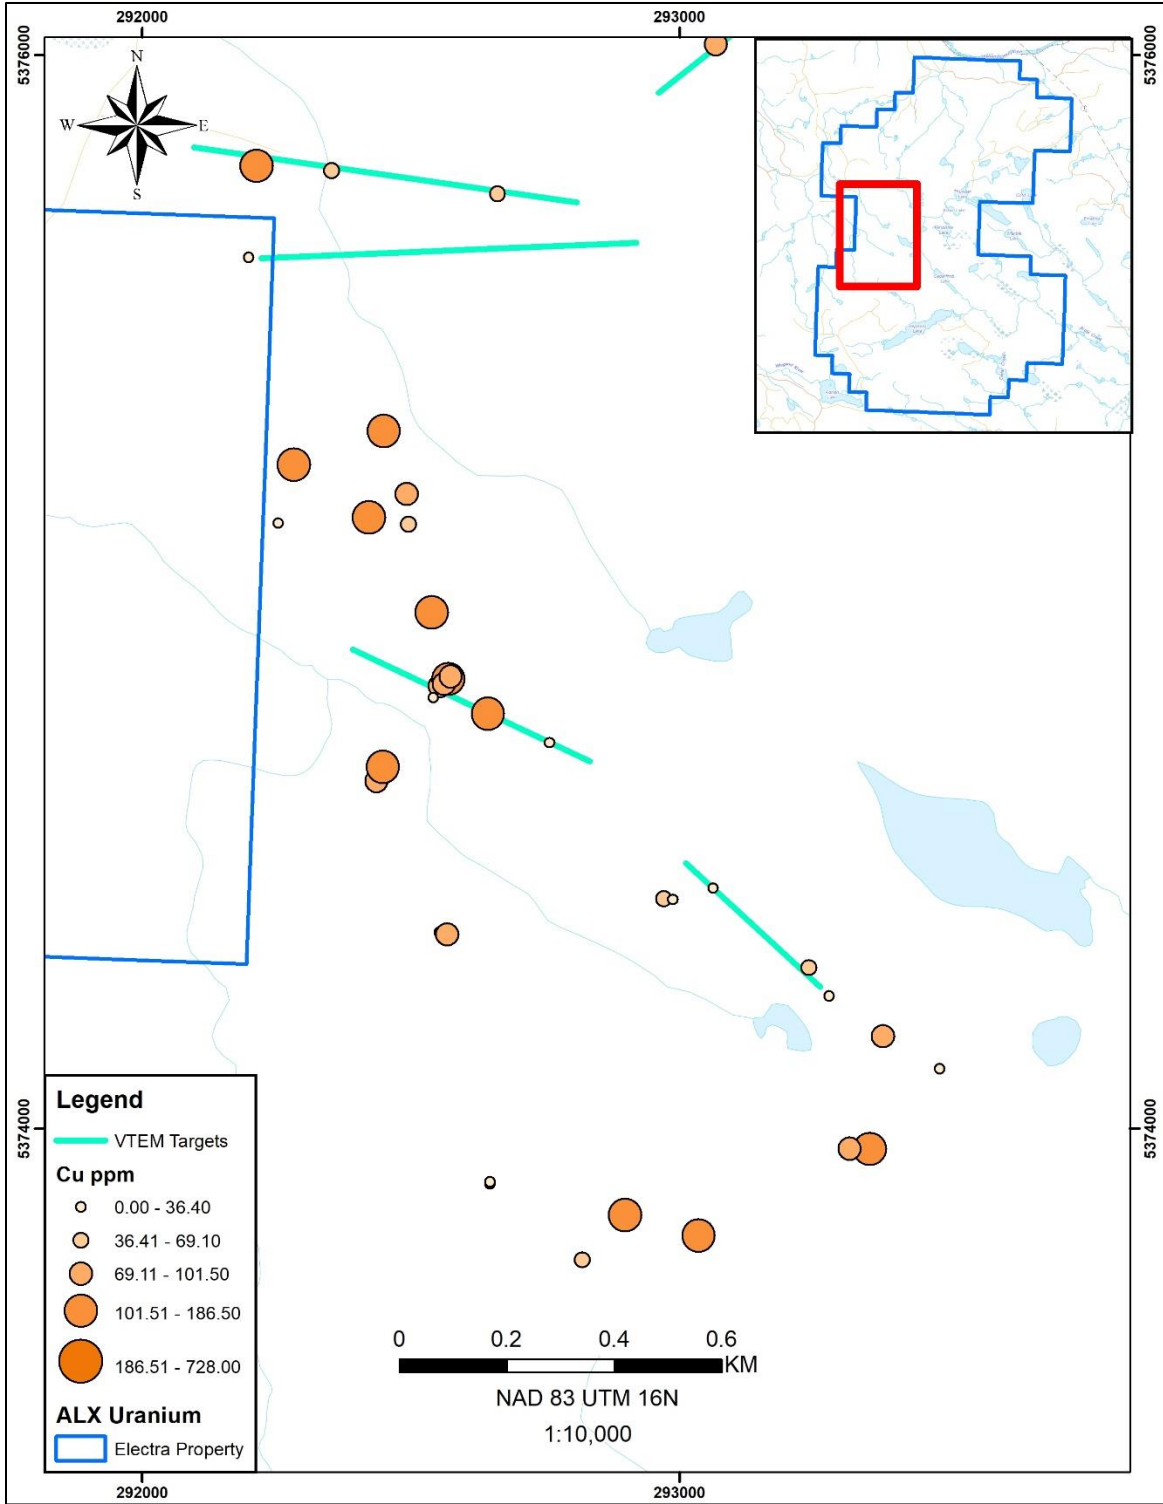 292000
293000
5376000
5376000
N
W
E
S
5374000
5374000
Legend
VTEM Targets
Cu ppm
0.00 - 36.40
36.41 - 69.10
69.11 - 101.50
101.51 - 186.50
186.51 - 728.00
ALX Uranium
Electra Property
0
0.2
0.4
0.6
KM
NAD 83 UTM 16N
1:10,000
292000
293000